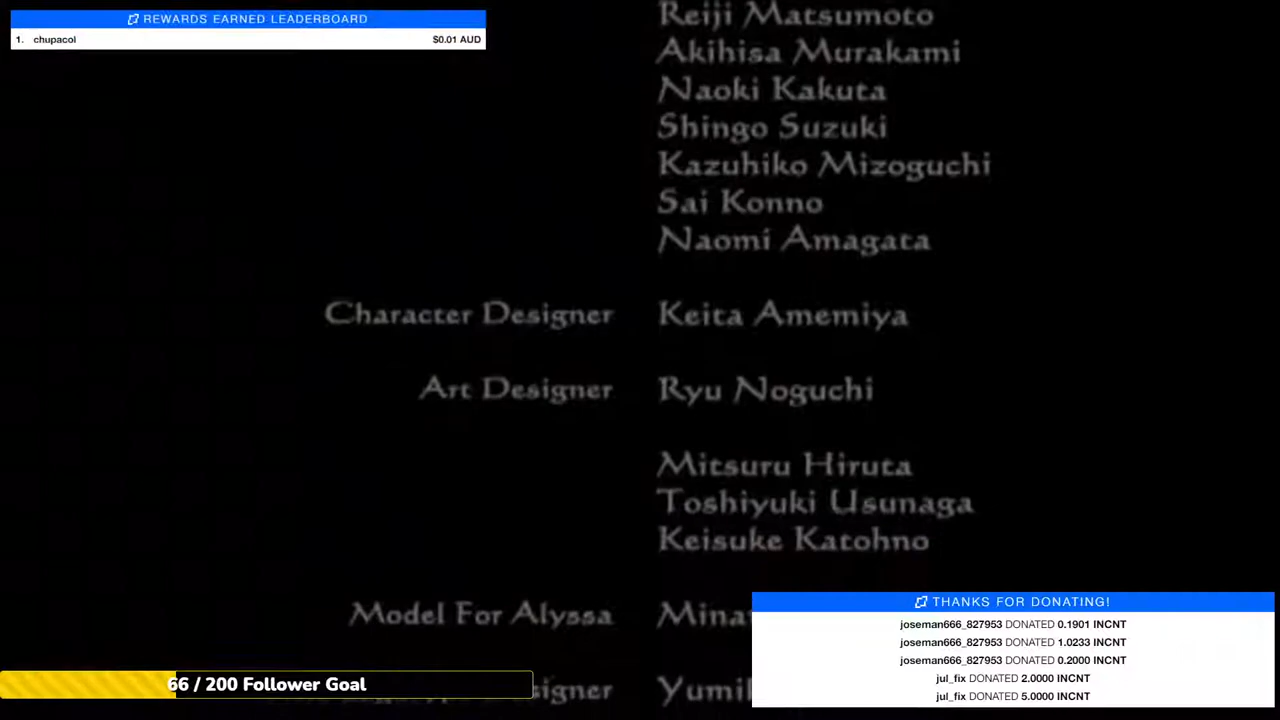 REWARDS EARNED LEADERBOARD
1. chupacol $0.01 AUD
Reiji Matsumoto
Akihisa Murakami
Naoki Kakuta
Shingo Suzuki
Kazuhiko Mizoguchi
Sai Konno
Naomi Amagata
Character Designer Keita Amemiya
Art Designer Ryu Noguchi
Mitsuru Hiruta
Toshiyuki Usunaga
Keisuke Katohno
Model For Alyssa
THANKS FOR DONATING!
joseman666_827953 DONATED 0.1901 INCNT
joseman666_827953 DONATED 1.0233 INCNT
joseman666_827953 DONATED 0.2000 INCNT
jul_fix DONATED 2.0000 INCNT
jul_fix DONATED 5.0000 INCNT
66 / 200 Follower Goal